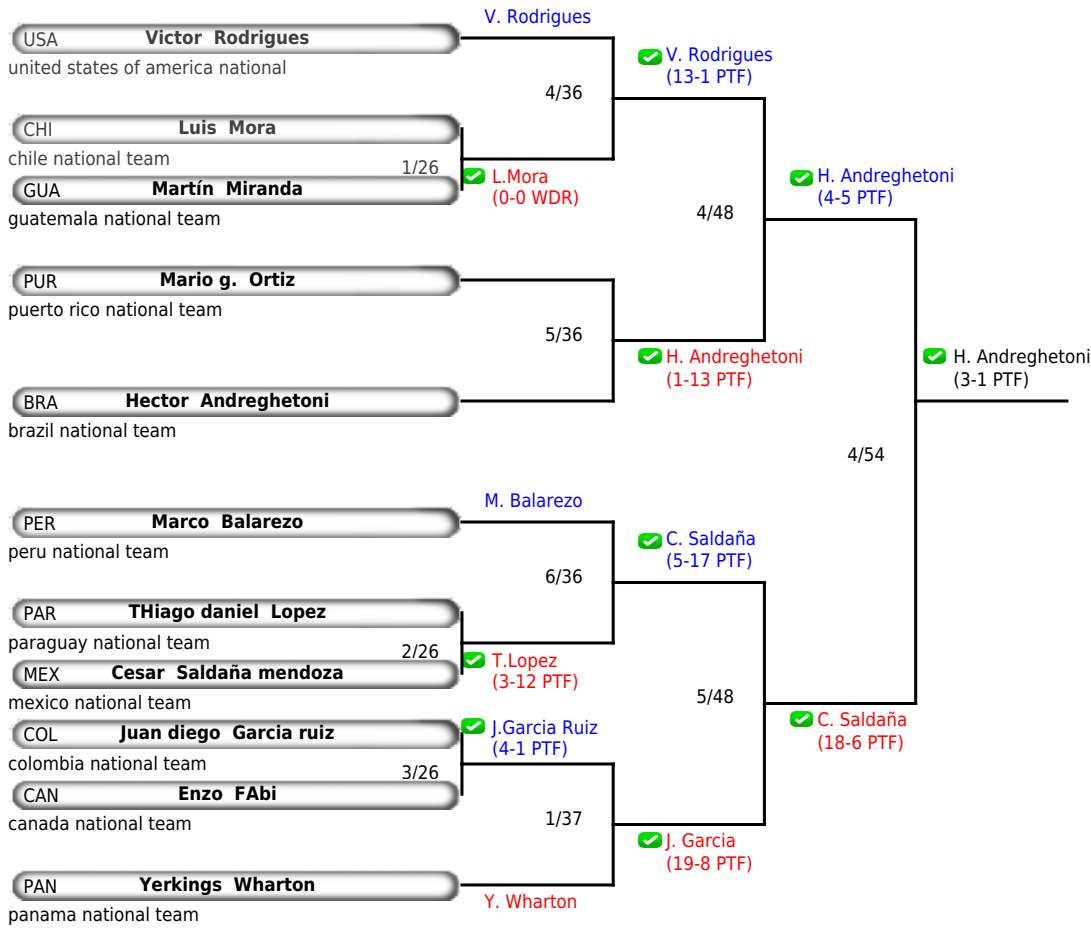 V. Rodrigues
USA Victor Rodrigues
united states of america national
V. Rodrigues
(13-1 PTF)
4/36
CHI Luis Mora
chile national team
1/26
L.Mora
(0-0 WDR)
GUA Martín Miranda
guatemala national team
H. Andreghetoni
(4-5 PTF)
4/48
PUR Mario g. Ortiz
puerto rico national team
5/36
H. Andreghetoni
(1-13 PTF)
H. Andreghetoni
(3-1 PTF)
BRA Hector Andreghetoni
brazil national team
4/54
M. Balarezo
PER Marco Balarezo
peru national team
C. Saldaña
(5-17 PTF)
6/36
PAR THiago daniel Lopez
paraguay national team
2/26
T.Lopez
(3-12 PTF)
MEX Cesar Saldaña mendoza
mexico national team
5/48
C. Saldaña
(18-6 PTF)
COL Juan diego Garcia ruiz
colombia national team
J.Garcia Ruiz
(4-1 PTF)
3/26
CAN Enzo FAbi
canada national team
1/37
J. Garcia
(19-8 PTF)
PAN Yerkings Wharton
panama national team
Y. Wharton